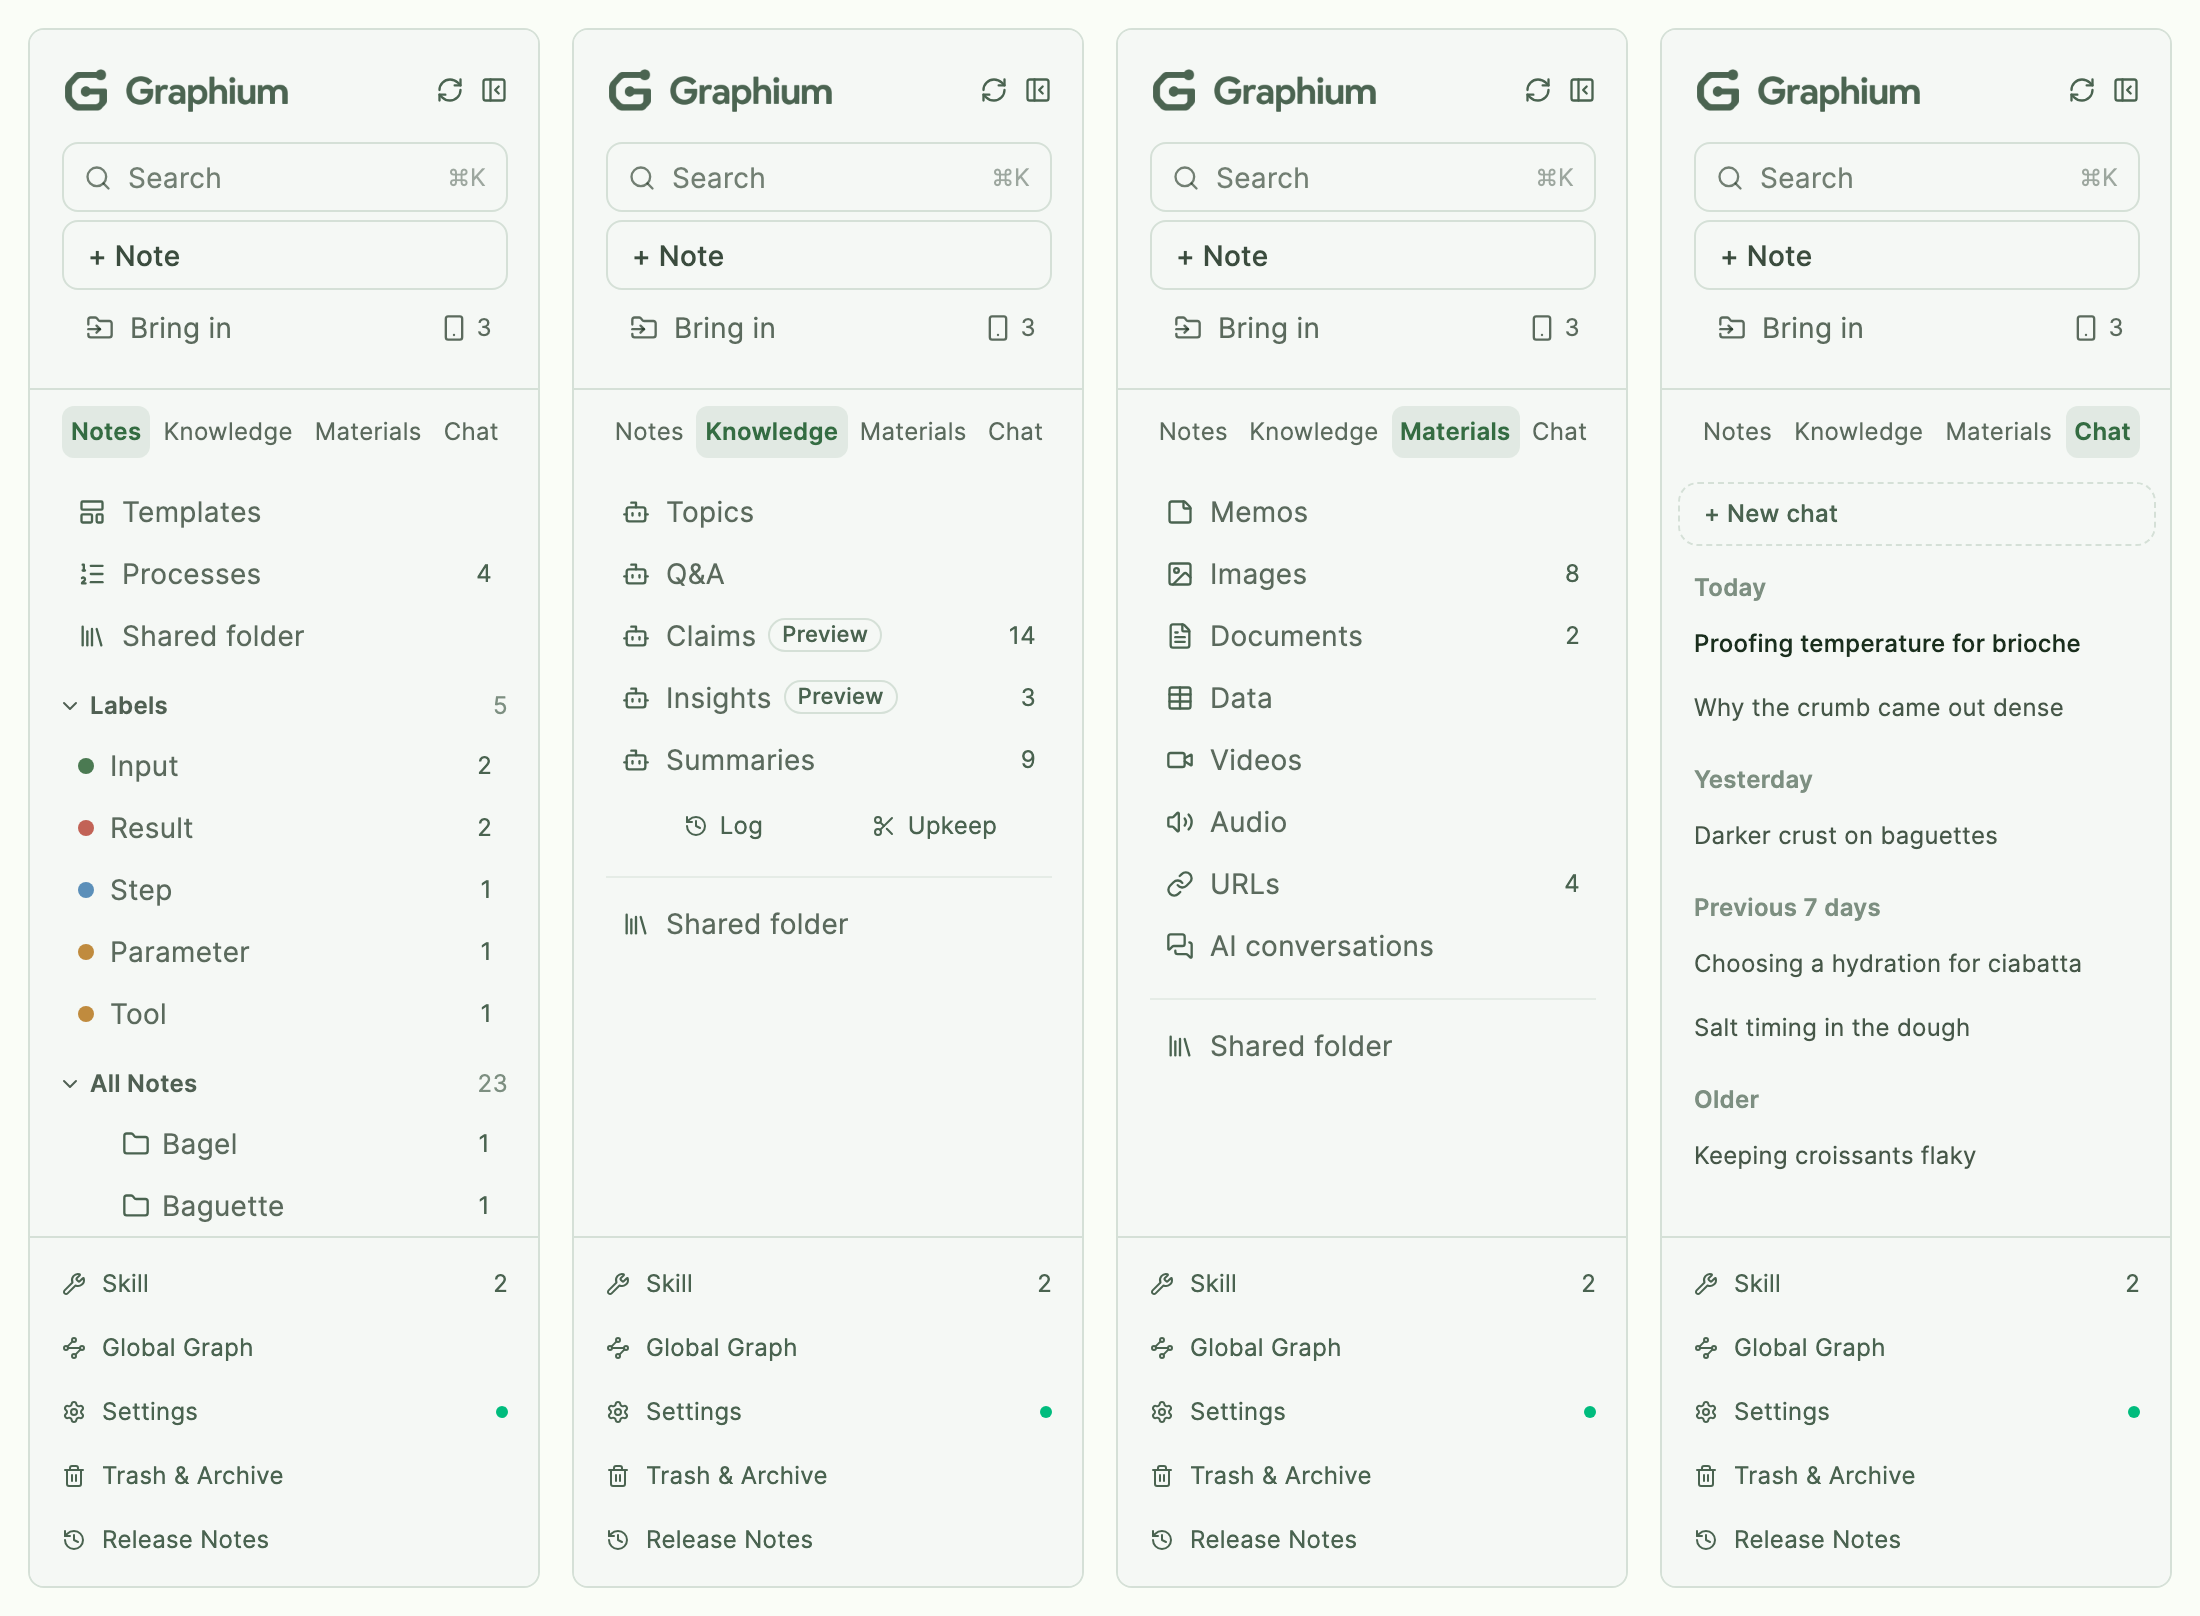 Graphium
Search ⌘K
+ Note
Bring in 3
Notes Knowledge Materials Chat
Templates
Processes 4
Shared folder
Labels 5
Input 2
Result 2
Step 1
Parameter 1
Tool 1
All Notes 23
Bagel 1
Baguette 1
Skill 2
Global Graph
Settings
Trash & Archive
Release Notes
Graphium
Search ⌘K
+ Note
Bring in 3
Notes Knowledge Materials Chat
Topics
Q&A
Claims Preview 14
Insights Preview 3
Summaries 9
Log Upkeep
Shared folder
Skill 2
Global Graph
Settings
Trash & Archive
Release Notes
Graphium
Search ⌘K
+ Note
Bring in 3
Notes Knowledge Materials Chat
Memos
Images 8
Documents 2
Data
Videos
Audio
URLs 4
AI conversations
Shared folder
Skill 2
Global Graph
Settings
Trash & Archive
Release Notes
Graphium
Search ⌘K
+ Note
Bring in 3
Notes Knowledge Materials Chat
+ New chat
Today
Proofing temperature for brioche
Why the crumb came out dense
Yesterday
Darker crust on baguettes
Previous 7 days
Choosing a hydration for ciabatta
Salt timing in the dough
Older
Keeping croissants flaky
Skill 2
Global Graph
Settings
Trash & Archive
Release Notes